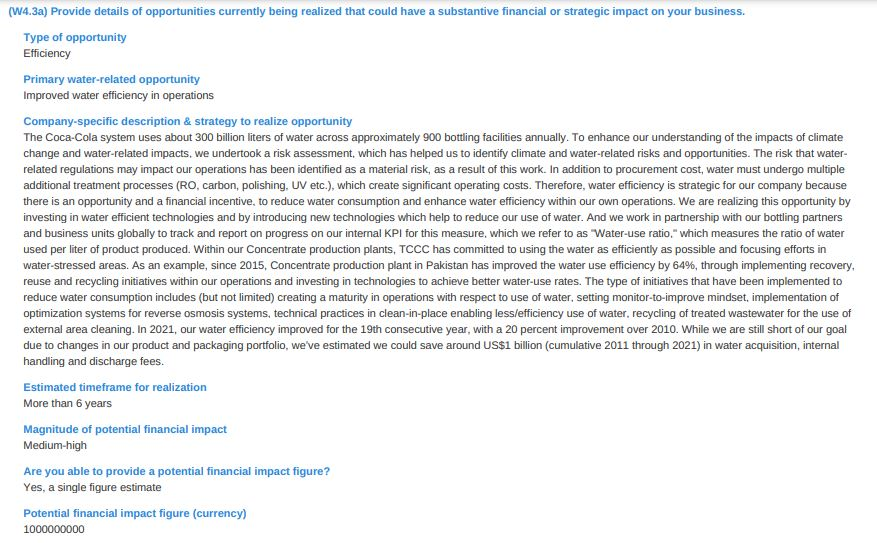 (W4.3a) Provide details of opportunities currently being realized that could have a substantive financial or strategic impact on your business.
Type of opportunity
Efficiency
Primary water-related opportunity
Improved water efficiency in operations
Company-specific description & strategy to realize opportunity
The Coca-Cola system uses about 300 billion liters of water across approximately 900 bottling facilities annually. To enhance our understanding of the impacts of climate
change and water-related impacts, we undertook a risk assessment, which has helped us to identify climate and water-related risks and opportunities. The risk that water-
related regulations may impact our operations has been identified as a material risk, as a result of this work. In addition to procurement cost, water must undergo multiple
additional treatment processes (RO, carbon, polishing, UV etc.), which create significant operating costs. Therefore, water efficiency is strategic for our company because
there is an opportunity and a financial incentive, to reduce water consumption and enhance water efficiency within our own operations. We are realizing this opportunity by
investing in water efficient technologies and by introducing new technologies which help to reduce our use of water. And we work in partnership with our bottling partners
and business units globally to track and report on progress on our internal KPI for this measure, which we refer to as "Water-use ratio," which measures the ratio of water
used per liter of product produced. Within our Concentrate production plants, TCCC has committed to using the water as efficiently as possible and focusing efforts in
water-stressed areas. As an example, since 2015, Concentrate production plant in Pakistan has improved the water use efficiency by 64%, through implementing recovery,
reuse and recycling initiatives within our operations and investing in technologies to achieve better water-use rates. The type of initiatives that have been implemented to
reduce water consumption includes (but not limited) creating a maturity in operations with respect to use of water, setting monitor-to-improve mindset, implementation of
optimization systems for reverse osmosis systems, technical practices in clean-in-place enabling less/efficiency use of water, recycling of treated wastewater for the use of
external area cleaning. In 2021, our water efficiency improved for the 19th consecutive year, with a 20 percent improvement over 2010. While we are still short of our goal
due to changes in our product and packaging portfolio, we've estimated we could save around US$1 billion (cumulative 2011 through 2021) in water acquisition, internal
handling and discharge fees.
Estimated timeframe for realization
More than 6 years
Magnitude of potential financial impact
Medium-high
Are you able to provide a potential financial impact figure?
Yes, a single figure estimate
Potential financial impact figure (currency)
1000000000